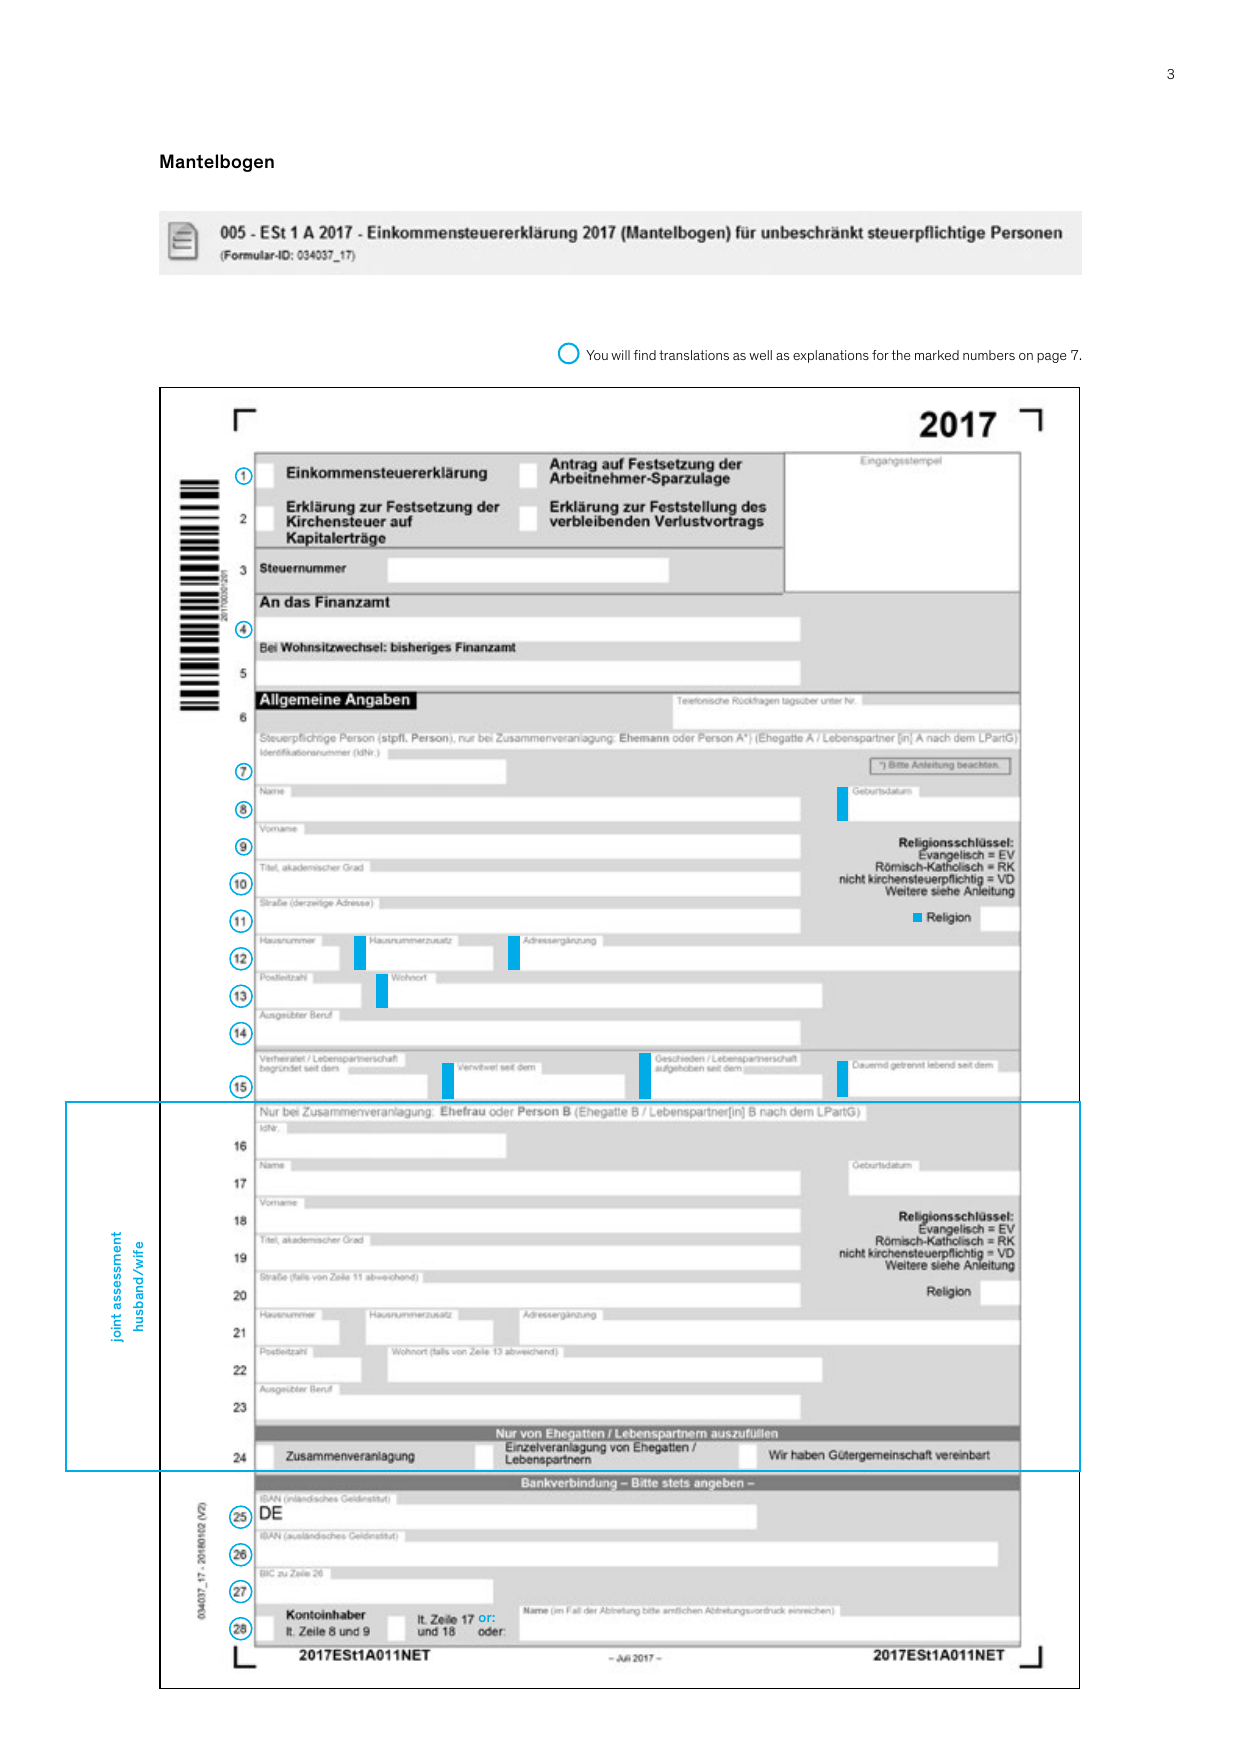 3
Mantelbogen
005 - ESt 1 A 2017 - Einkommensteuererklärung 2017 (Mantelbogen) für unbeschränkt steuerpflichtige Personen
(Formular-ID: 034037_17)
You will find translations as well as explanations for the marked numbers on page 7.
2017
Eingangsstempel
1 Einkommensteuererklärung
Antrag auf Festsetzung der
Arbeitnehmer-Sparzulage
2 Erklärung zur Festsetzung der
Kirchensteuer auf
Kapitalerträge
Erklärung zur Feststellung des
verbleibenden Verlustvortrags
3 Steuernummer
201700301201
An das Finanzamt
4
Bei Wohnsitzwechsel: bisheriges Finanzamt
5
Allgemeine Angaben
Telefonische Rückfragen tagsüber unter Nr.
6
Steuerpflichtige Person (stpfl. Person), nur bei Zusammenveranlagung: Ehemann oder Person A*) (Ehegatte A / Lebenspartner [in] A nach dem LPartG)
Identifikationsnummer (IdNr.)
7
*) Bitte Anleitung beachten.
Name
Geburtsdatum
8
Vorname
9
Religionsschlüssel:
Evangelisch = EV
Römisch-Katholisch = RK
nicht kirchensteuerpflichtig = VD
Weitere siehe Anleitung
Titel, akademischer Grad
10
Straße (derzeitige Adresse)
11
Religion
Hausnummer Hausnummerzusatz Adressergänzung
12
Postleitzahl Wohnort
13
Ausgeübter Beruf
14
Verheiratet / Lebenspartnerschaft
begründet seit dem
Verwitwet seit dem
Geschieden / Lebenspartnerschaft
aufgehoben seit dem
Dauernd getrennt lebend seit dem
15
joint assessment
husband/wife
Nur bei Zusammenveranlagung: Ehefrau oder Person B (Ehegatte B / Lebenspartner[in] B nach dem LPartG)
IdNr.
16
Name
Geburtsdatum
17
Vorname
18
Religionsschlüssel:
Evangelisch = EV
Römisch-Katholisch = RK
nicht kirchensteuerpflichtig = VD
Weitere siehe Anleitung
Titel, akademischer Grad
19
Straße (falls von Zeile 11 abweichend)
20
Religion
Hausnummer Hausnummerzusatz Adressergänzung
21
Postleitzahl Wohnort (falls von Zeile 13 abweichend)
22
Ausgeübter Beruf
23
Nur von Ehegatten / Lebenspartnern auszufüllen
24 Zusammenveranlagung
Einzelveranlagung von Ehegatten /
Lebenspartnern
Wir haben Gütergemeinschaft vereinbart
Bankverbindung – Bitte stets angeben –
IBAN (inländisches Geldinstitut)
25 DE
IBAN (ausländisches Geldinstitut)
26
BIC zu Zeile 26
27
28 Kontoinhaber
lt. Zeile 8 und 9
lt. Zeile 17 or:
und 18 oder:
Name (im Fall der Abtretung bitte amtlichen Abtretungsvordruck einreichen)
034037_17 - 20180102 (V2)
2017ESt1A011NET
– Juli 2017 –
2017ESt1A011NET